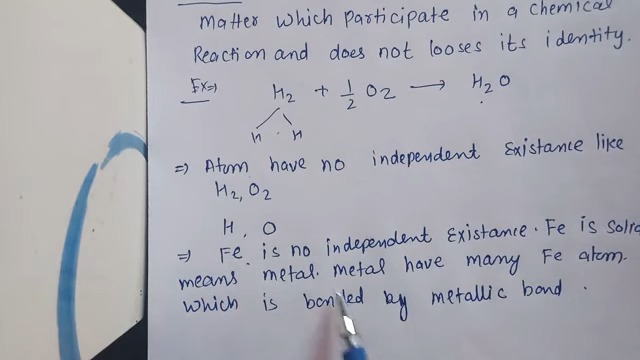 Matter which participate in a chemical
Reaction and does not looses its identity.
Ex⇒ H2 + 1/2 O2 ⟶ H2O
H H
⇒ Atom have no independent Existance like
H2, O2
H, O
⇒ Fe is no independent Existance. Fe is solid
means metal. metal have many Fe atom.
which is bonded by metallic bond.